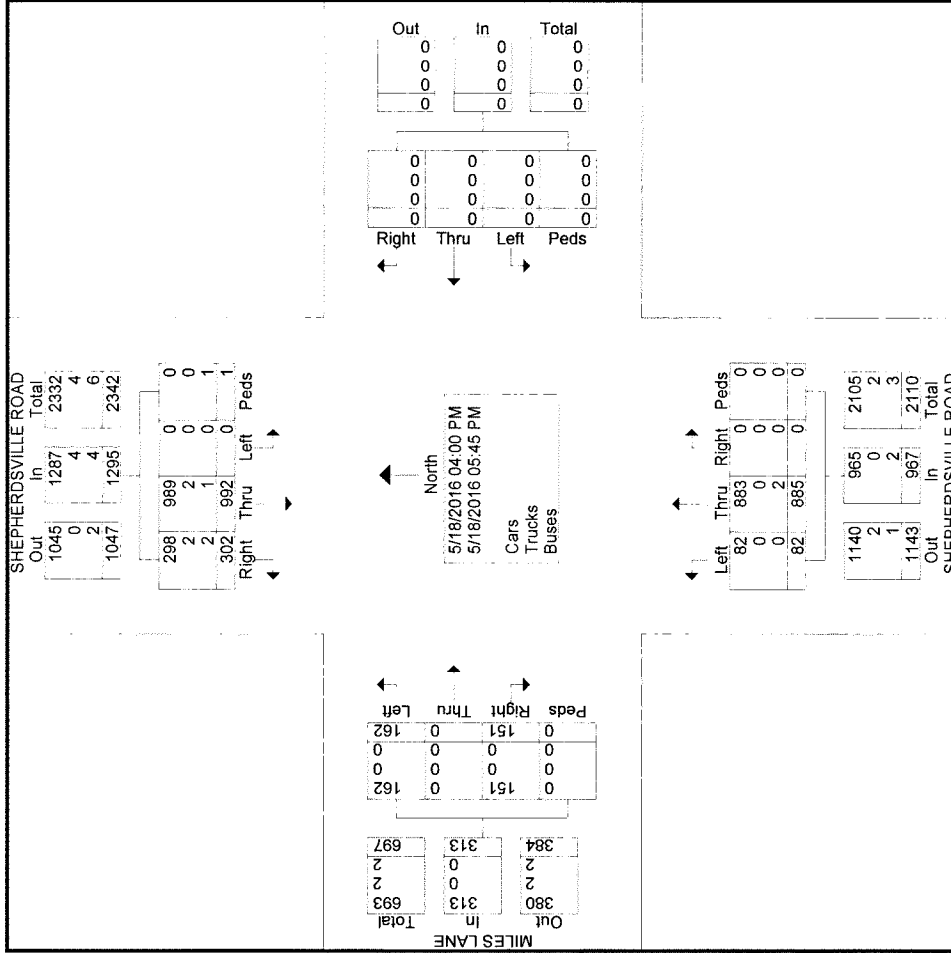 Out In Total
0 0 0
0 0 0
0 0 0
0 0 0
0 0 0 0
0 0 0 0
0 0 0 0
0 0 0 0
Right Thru Left Peds
SHEPHERDSVILLE ROAD
Out In Total
1045 1287 2332
0 4 4
2 4 6
1047 1295 2342
298 989 0 0
2 2 0 0
2 1 0 1
302 992 0 1
Right Thru Left Peds
North
5/18/2016 04:00 PM
5/18/2016 05:45 PM
Cars
Trucks
Buses
Left Thru Right Peds
82 883 0 0
0 0 0 0
0 2 0 0
82 885 0 0
1140 965 2105
2 0 2
1 2 3
1143 967 2110
Out In Total
SHEPHERDSVILLE ROAD
Left Thru Right Peds
162 0 151 0
0 0 0 0
0 0 0 0
162 0 151 0
697 313 384
2 0 2
2 0 2
693 313 380
Total In Out
MILES LANE